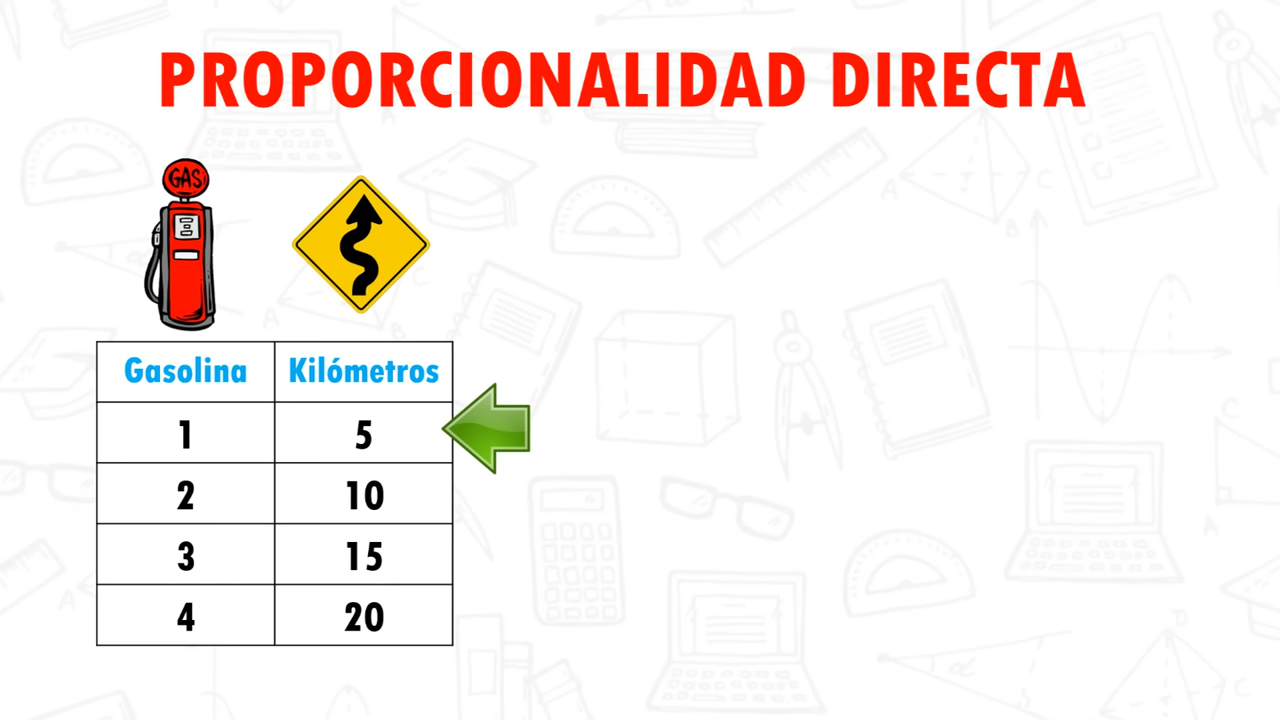 PROPORCIONALIDAD DIRECTA
GAS
Gasolina Kilómetros
1 5
2 10
3 15
4 20